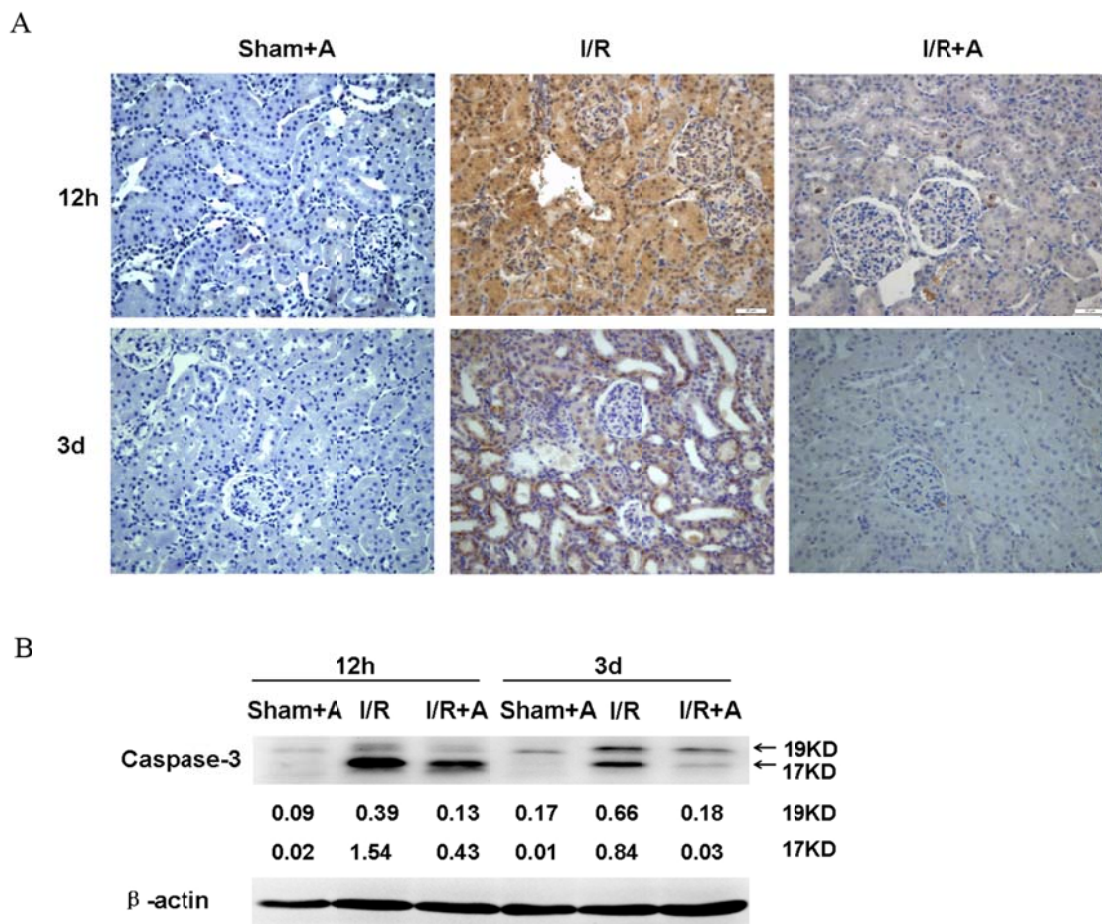 A
Sham+A I/R I/R+A
12h
3d
B
12h 3d
Sham+A I/R I/R+A Sham+A I/R I/R+A
Caspase-3
← 19KD
← 17KD
0.09 0.39 0.13 0.17 0.66 0.18 19KD
0.02 1.54 0.43 0.01 0.84 0.03 17KD
β -actin